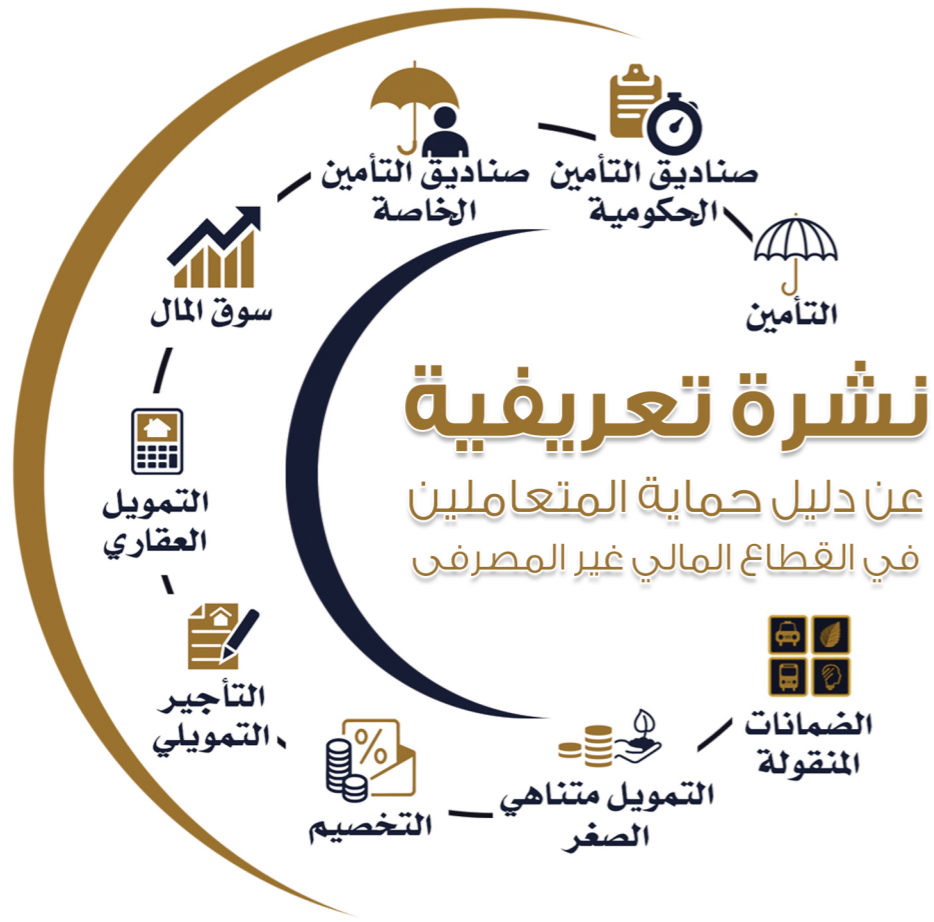 صناديق التأمين
الحكومية
صناديق التأمين
الخاصة
التأمين
سوق المال
نشرة تعريفية
عن دليل حماية المتعاملين
في القطاع المالي غير المصرفى
التمويل
العقاري
التأجير
التمويلي
التخصيم
التمويل متناهي
الصغر
الضمانات
المنقولة